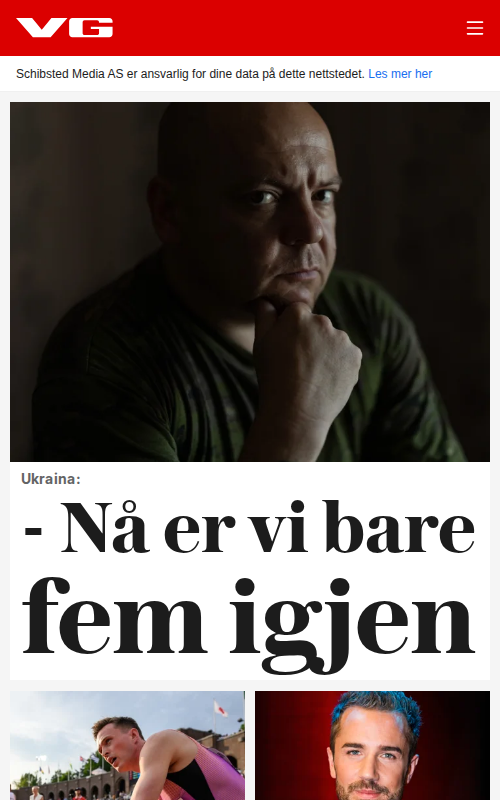 VG
Schibsted Media AS er ansvarlig for dine data på dette nettstedet. Les mer her
Ukraina:
- Nå er vi bare
fem igjen